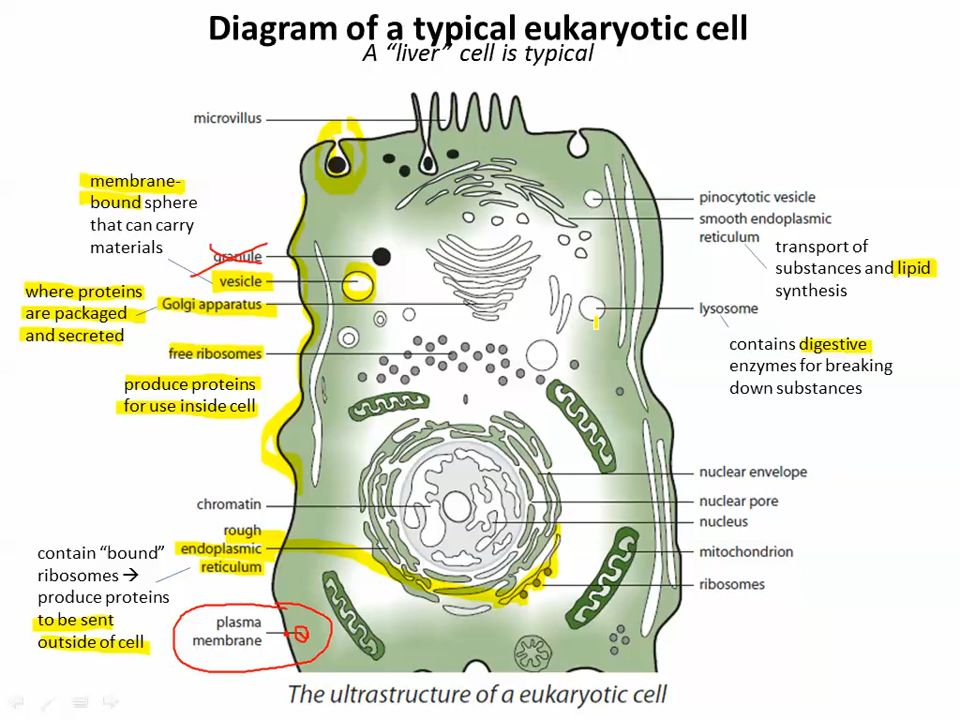 Diagram of a typical eukaryotic cell
A “liver” cell is typical
microvillus
membrane-
bound sphere
that can carry
materials
granule
vesicle
Golgi apparatus
where proteins
are packaged
and secreted
free ribosomes
produce proteins
for use inside cell
chromatin
rough
endoplasmic
reticulum
contain “bound”
ribosomes →
produce proteins
to be sent
outside of cell
plasma
membrane
pinocytotic vesicle
smooth endoplasmic
reticulum
transport of
substances and lipid
synthesis
lysosome
contains digestive
enzymes for breaking
down substances
nuclear envelope
nuclear pore
nucleus
mitochondrion
ribosomes
The ultrastructure of a eukaryotic cell